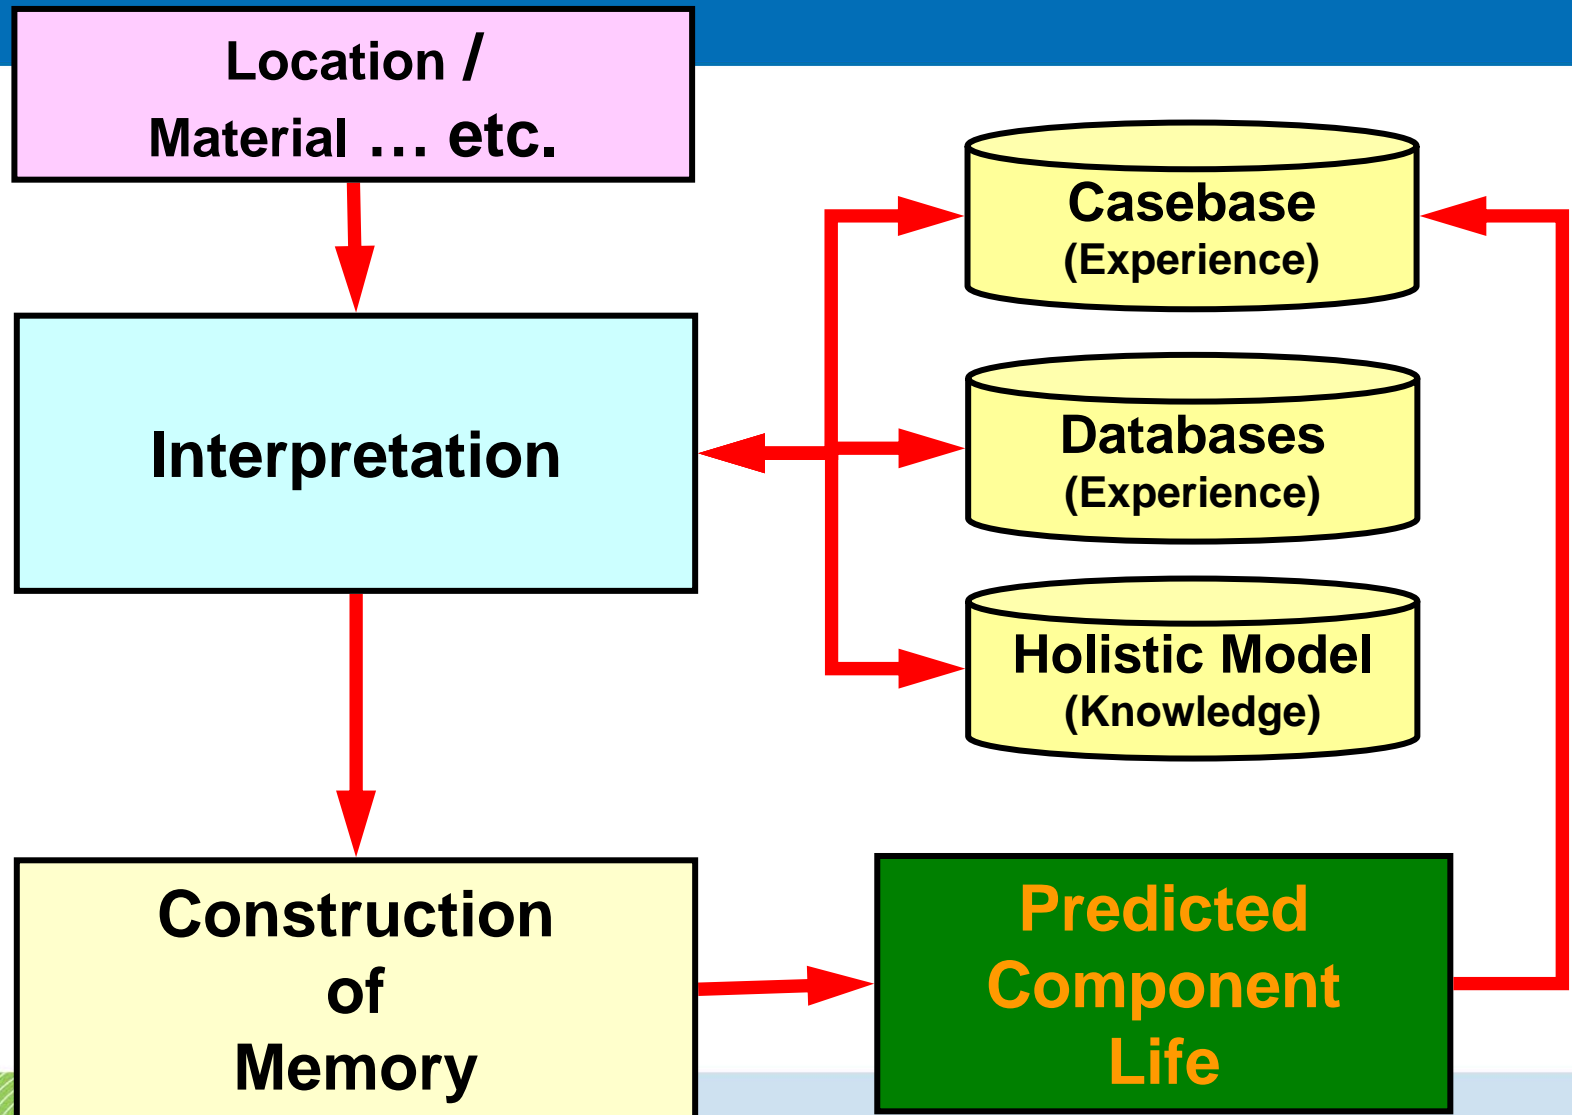 Location /
Material … etc.
Casebase
(Experience)
Interpretation
Databases
(Experience)
Holistic Model
(Knowledge)
Construction
of
Memory
Predicted
Component
Life